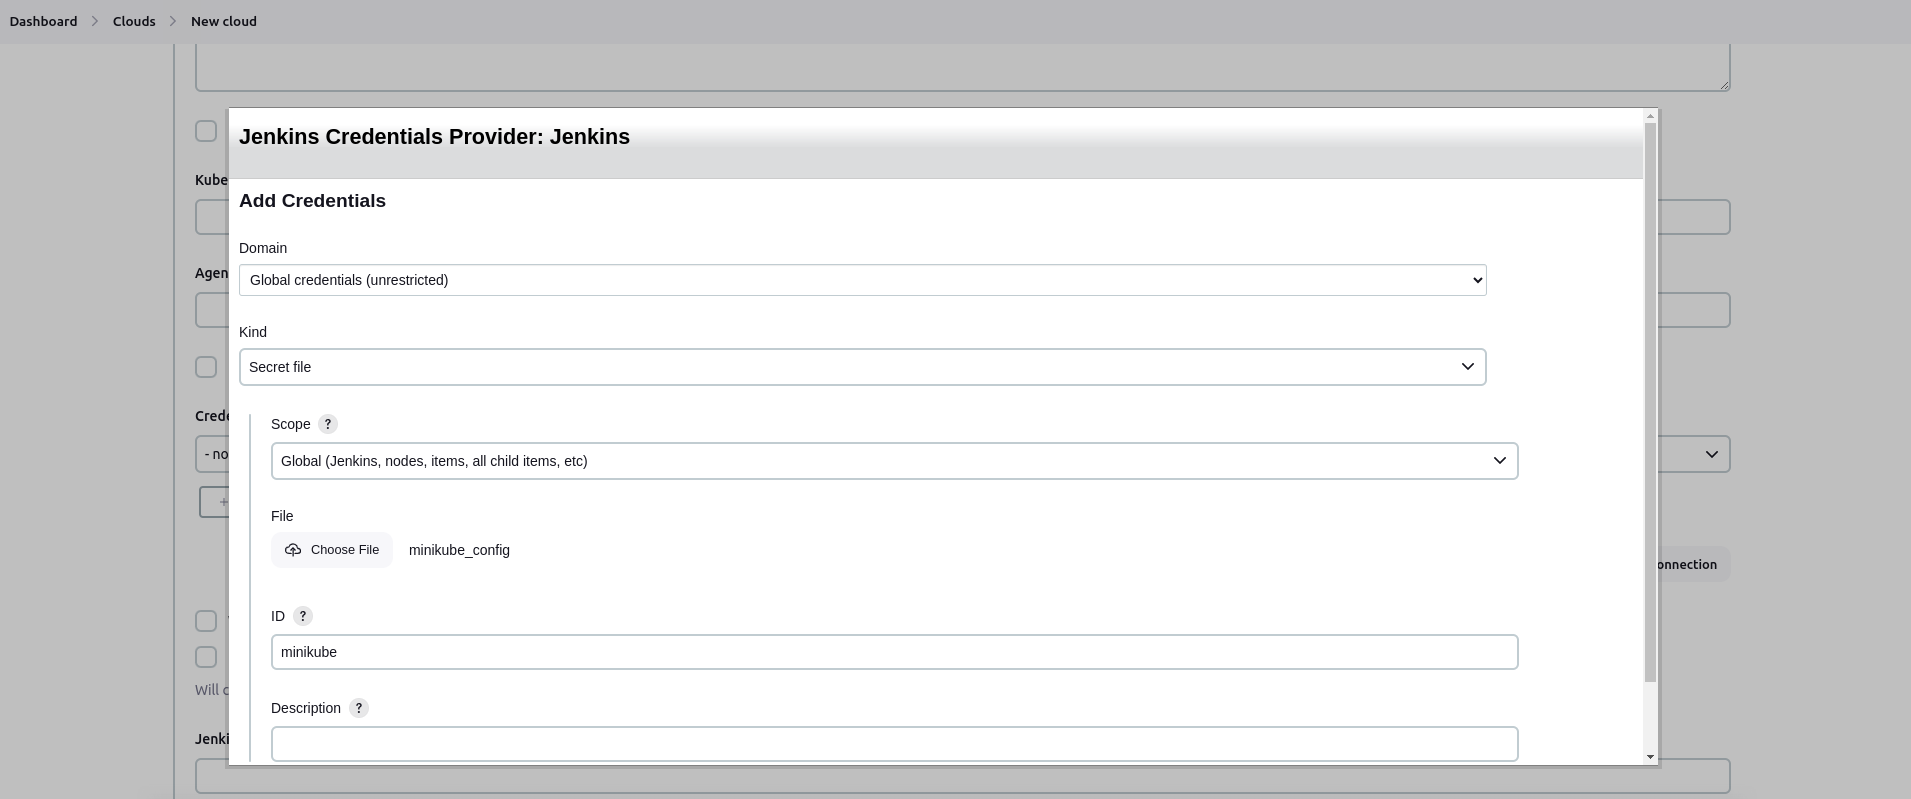 Dashboard > Clouds > New cloud
Jenkins Credentials Provider: Jenkins
Kube
Add Credentials
Domain
Agen
Global credentials (unrestricted)
Kind
Secret file
Crede
Scope ?
- no
Global (Jenkins, nodes, items, all child items, etc)
+
File
Choose File minikube_config
onnection
ID ?
minikube
Will c
Description ?
Jenki